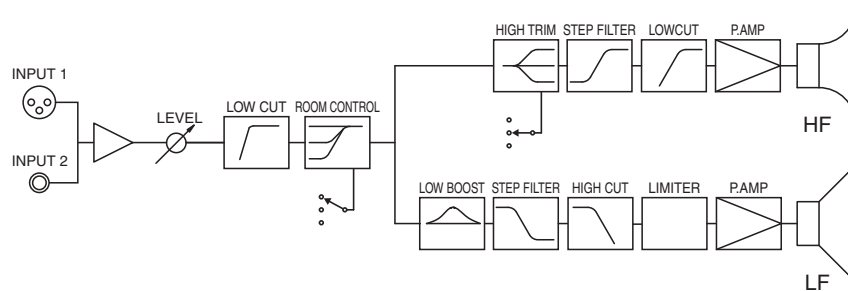 HIGH TRIM STEP FILTER LOWCUT P.AMP
HF
INPUT 1
INPUT 2
LEVEL
LOW CUT ROOM CONTROL
LOW BOOST STEP FILTER HIGH CUT LIMITER P.AMP
LF